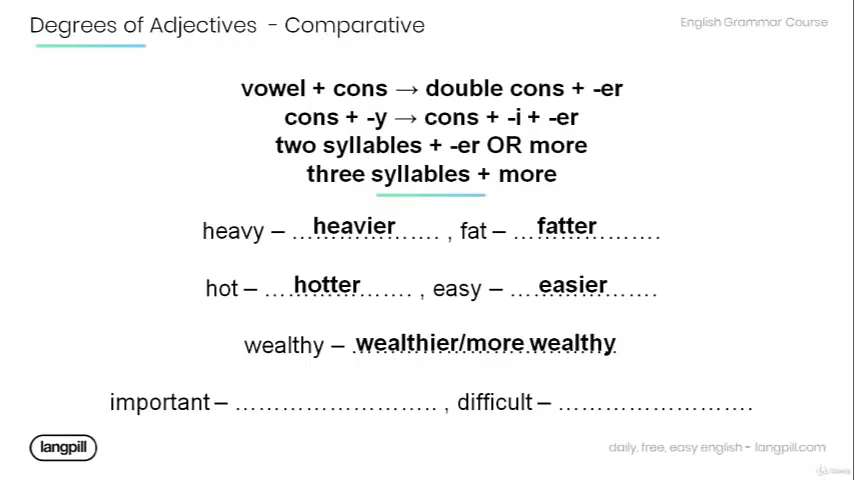 Degrees of Adjectives - Comparative
English Grammar Course
vowel + cons → double cons + -er
cons + -y → cons + -i + -er
two syllables + -er OR more
three syllables + more
heavy – ...heavier... , fat – ...fatter...
hot – ...hotter... , easy – ...easier...
wealthy – wealthier/more wealthy
important – …………………….. , difficult – …………………….
langpill
daily, free, easy english - langpill.com